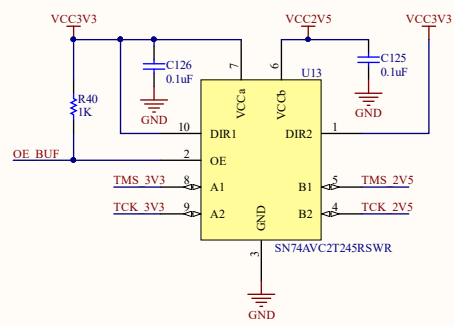 VCC3V3
VCC2V5
VCC3V3
C126
0.1uF
GND
C125
0.1uF
GND
7
6
U13
VCCa
VCCb
R40
1K
10
DIR1
DIR2
1
OE_BUF
2
OE
TMS_3V3
8
A1
B1
5
TMS_2V5
TCK_3V3
9
A2
B2
4
TCK_2V5
GND
3
SN74AVC2T245RSWR
GND